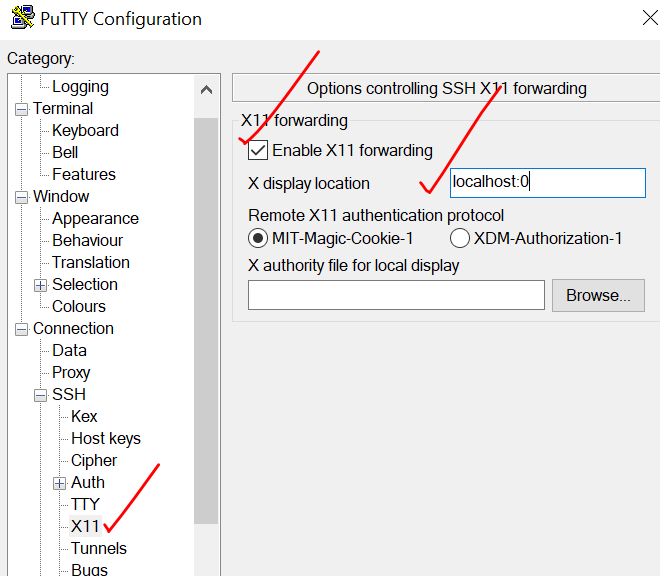 PuTTY Configuration
Category:
Logging
Terminal
Keyboard
Bell
Features
Window
Appearance
Behaviour
Translation
Selection
Colours
Connection
Data
Proxy
SSH
Kex
Host keys
Cipher
Auth
TTY
X11
Tunnels
Bugs
Options controlling SSH X11 forwarding
X11 forwarding
Enable X11 forwarding
X display location
localhost:0
Remote X11 authentication protocol
MIT-Magic-Cookie-1
XDM-Authorization-1
X authority file for local display
Browse...